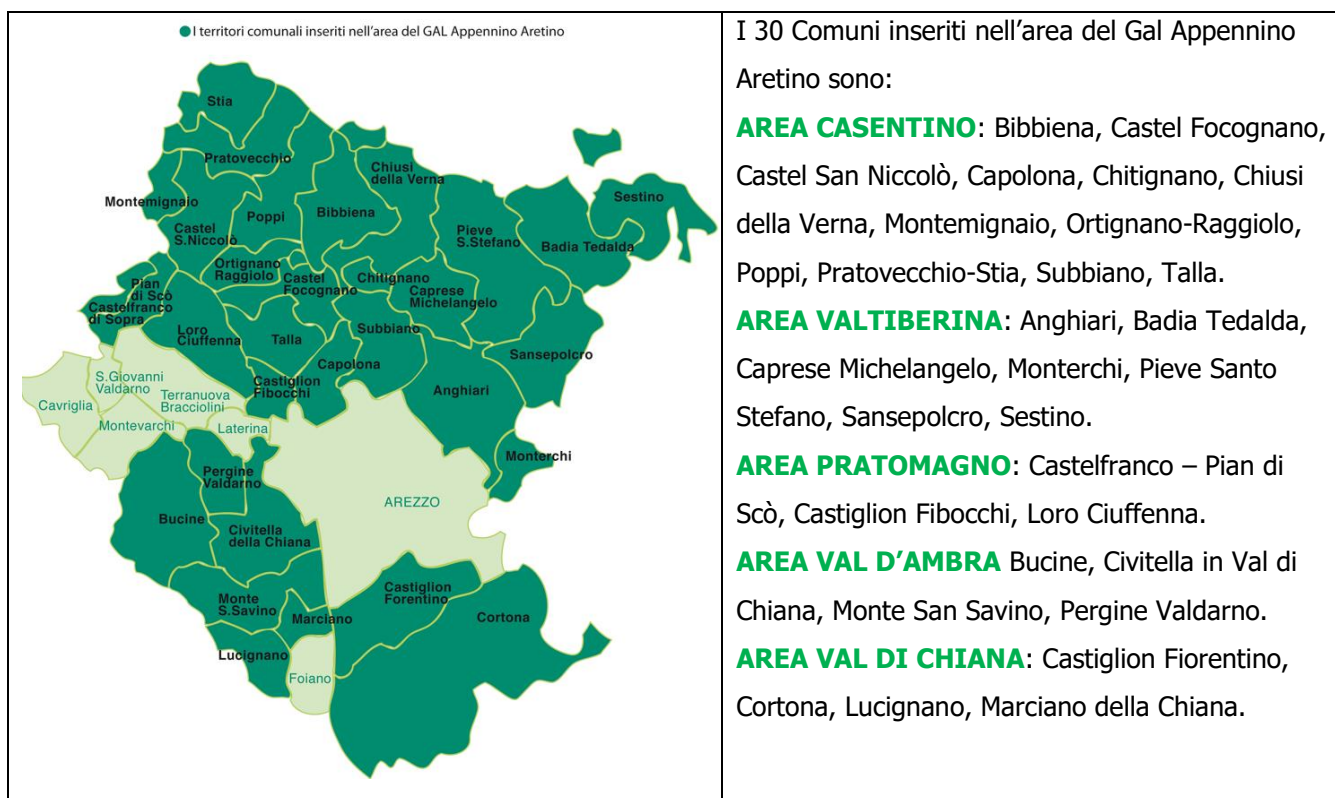 I territori comunali inseriti nell'area del GAL Appennino Aretino
Stia
Pratovecchio
Chiusi
della Verna
Montemignaio
Poppi
Bibbiena
Sestino
Castel
S.Niccolò
Pieve
S.Stefano
Badia Tedalda
Ortignano
Raggiolo
Castel
Focognano
Chitignano
Caprese
Michelangelo
Pian
di Scò
Castelfranco
di Sopra
Loro
Ciuffenna
Talla
Subbiano
Sansepolcro
Capolona
S.Giovanni
Valdarno
Castiglion
Fibocchi
Anghiari
Cavriglia
Terranuova
Bracciolini
Montevarchi
Laterina
Monterchi
Pergine
Valdarno
AREZZO
Bucine
Civitella
della Chiana
Castiglion
Forentino
Monte
S.Savino
Marciano
Cortona
Lucignano
Foiano
I 30 Comuni inseriti nell'area del Gal Appennino
Aretino sono:
AREA CASENTINO: Bibbiena, Castel Focognano,
Castel San Niccolò, Capolona, Chitignano, Chiusi
della Verna, Montemignaio, Ortignano-Raggiolo,
Poppi, Pratovecchio-Stia, Subbiano, Talla.
AREA VALTIBERINA: Anghiari, Badia Tedalda,
Caprese Michelangelo, Monterchi, Pieve Santo
Stefano, Sansepolcro, Sestino.
AREA PRATOMAGNO: Castelfranco – Pian di
Scò, Castiglion Fibocchi, Loro Ciuffenna.
AREA VAL D'AMBRA Bucine, Civitella in Val di
Chiana, Monte San Savino, Pergine Valdarno.
AREA VAL DI CHIANA: Castiglion Fiorentino,
Cortona, Lucignano, Marciano della Chiana.